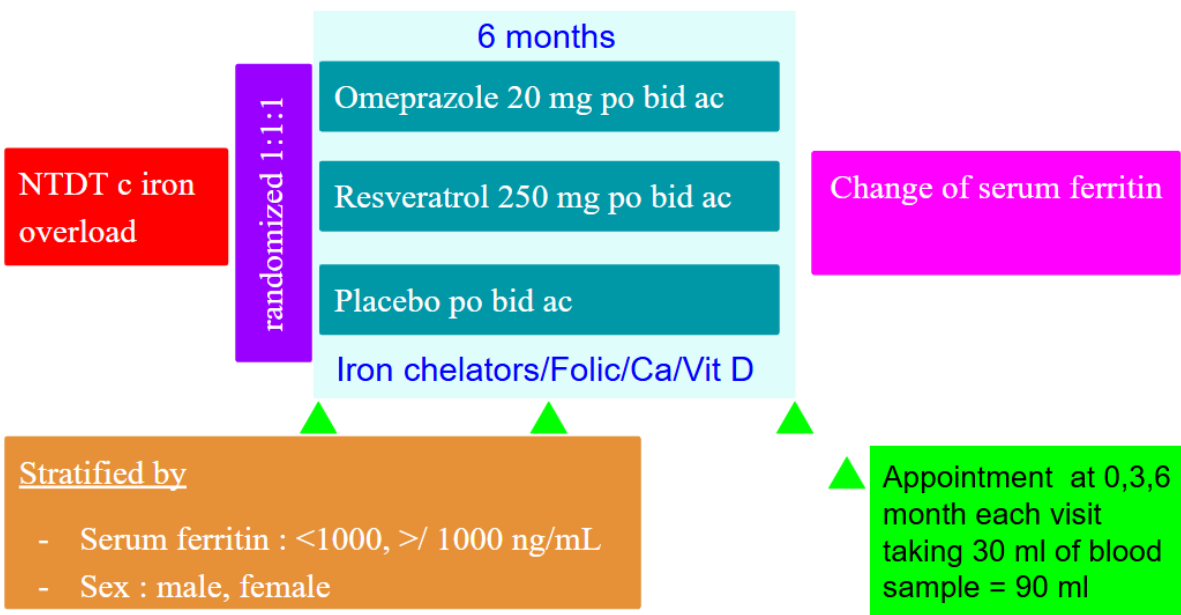 6 months
randomized 1:1:1
Omeprazole 20 mg po bid ac
Resveratrol 250 mg po bid ac
Placebo po bid ac
Iron chelators/Folic/Ca/Vit D
NTDT c iron
overload
Change of serum ferritin
Stratified by
- Serum ferritin : <1000, >/ 1000 ng/mL
- Sex : male, female
Appointment at 0,3,6
month each visit
taking 30 ml of blood
sample = 90 ml